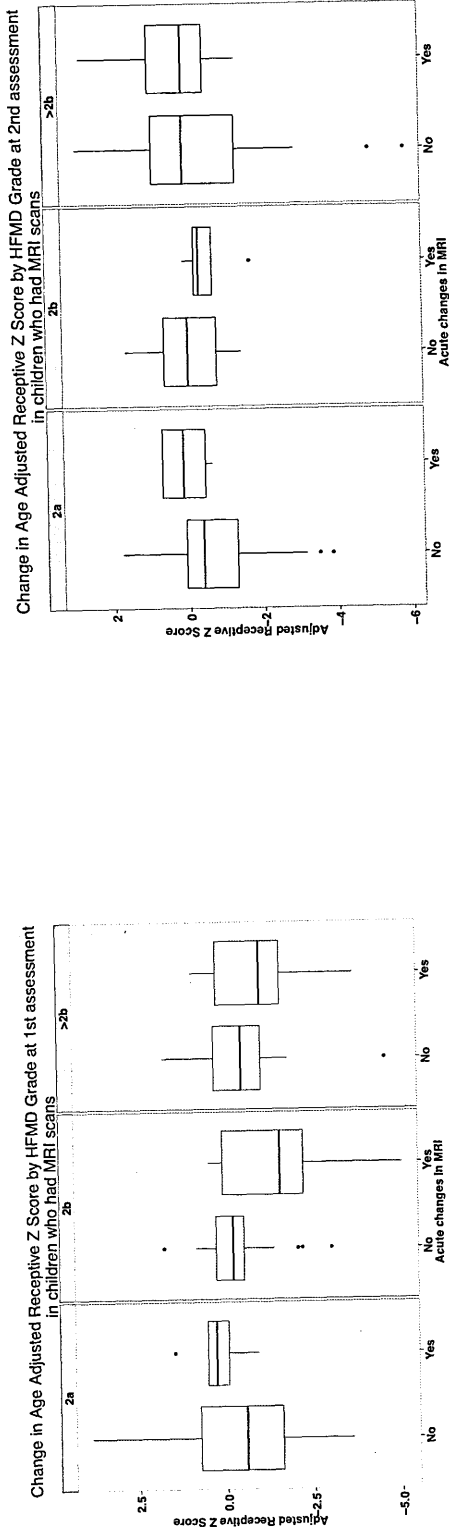 Change in Age Adjusted Receptive Z Score by HFMD Grade at 1st assessment
in children who had MRI scans
2a
2b
>2b
Adjusted Receptive Z Score
2.5
0.0
-2.5
-5.0
No
Yes
No
Yes
No
Yes
Acute changes in MRI
Change in Age Adjusted Receptive Z Score by HFMD Grade at 2nd assessment
in children who had MRI scans
2a
2b
>2b
Adjusted Receptive Z Score
2
0
-2
-4
-6
No
Yes
No
Yes
No
Yes
Acute changes in MRI